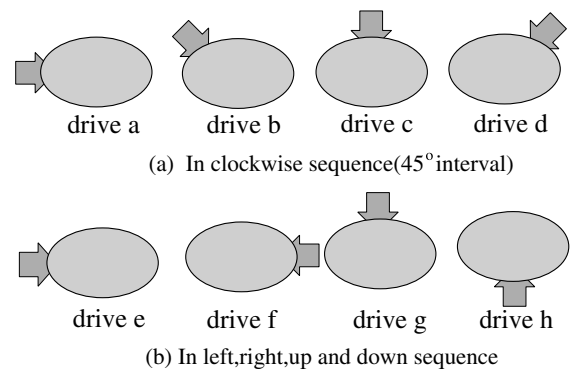 drive a drive b drive c drive d
(a) In clockwise sequence(45° interval)
drive e drive f drive g drive h
(b) In left,right,up and down sequence